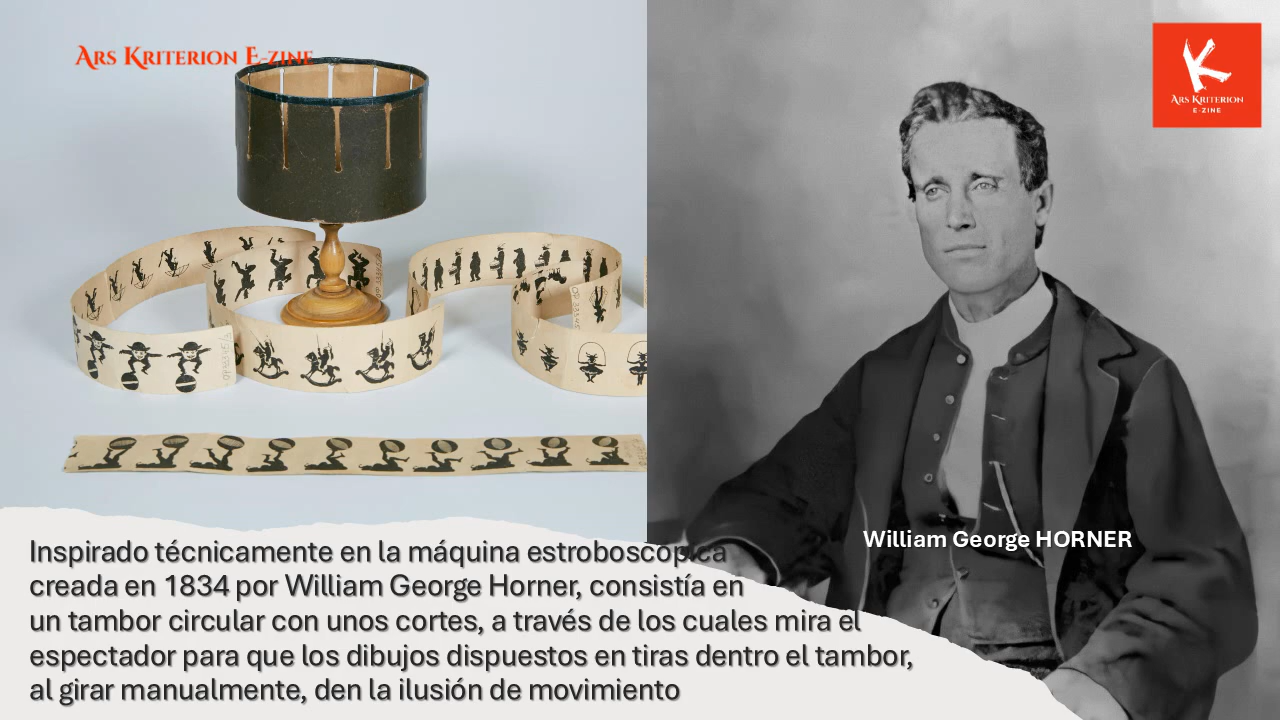 ARS KRITERION E-ZINE
ARS KRITERION
E-ZINE
William George HORNER
Inspirado técnicamente en la máquina estroboscópica
creada en 1834 por William George Horner, consistía en
un tambor circular con unos cortes, a través de los cuales mira el
espectador para que los dibujos dispuestos en tiras dentro el tambor,
al girar manualmente, den la ilusión de movimiento